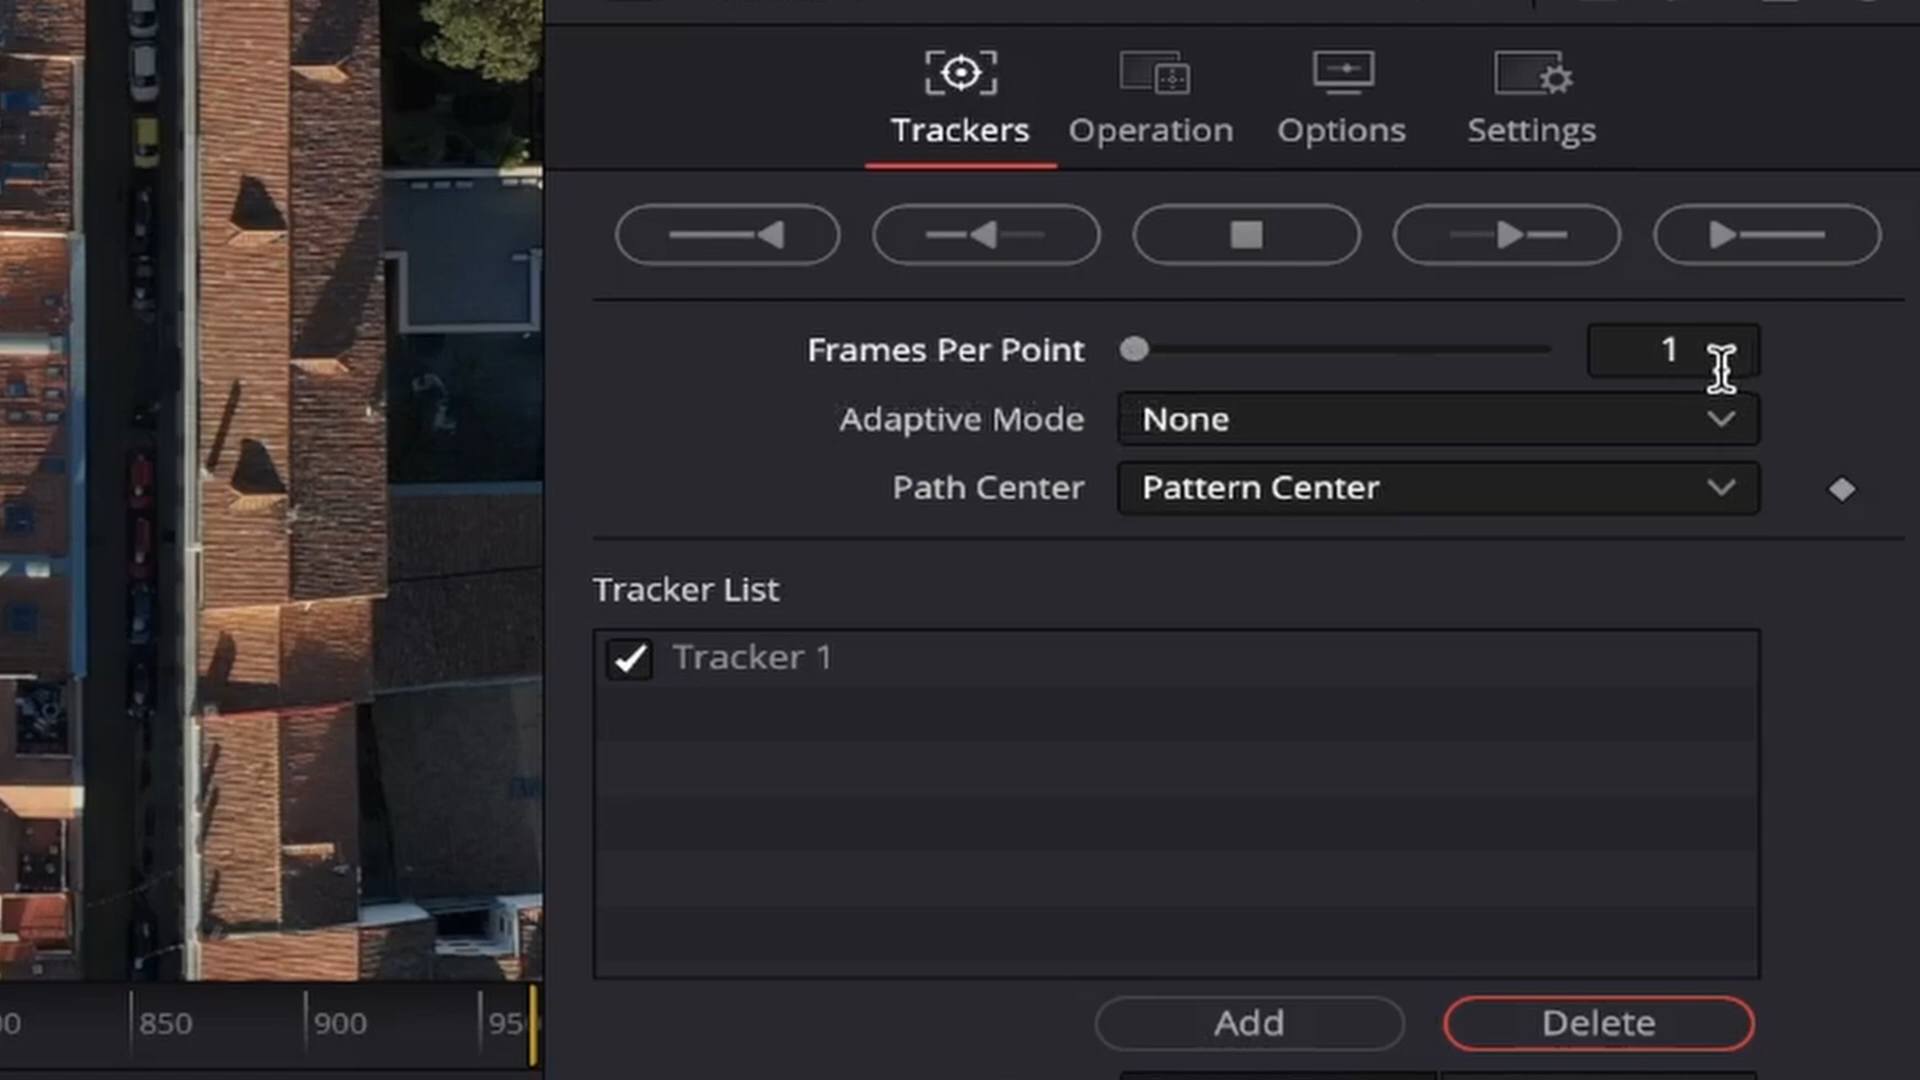 Trackers Operation Options Settings
Frames Per Point 1
Adaptive Mode None
Path Center Pattern Center
Tracker List
Tracker 1
Add Delete
850 900